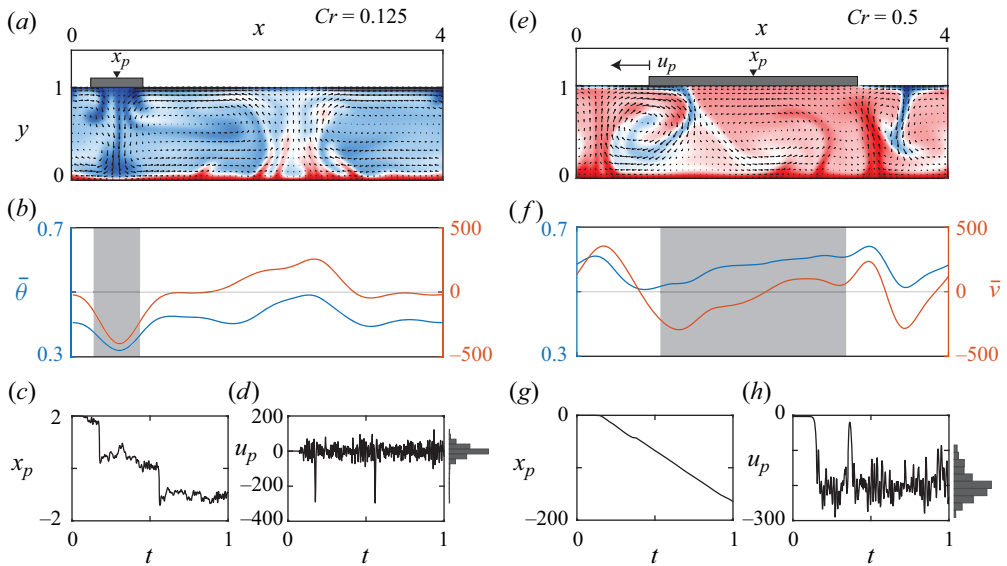 (a) Cr = 0.125
0 x 4
x_p
1
y
0
(b)
0.7 500
θ̄ 0
0.3 −500
(c) (d)
2 200
x_p u_p 0
−200
−2 −400
0 t 1 0 t 1
(e) Cr = 0.5
0 x 4
u_p x_p
1
0
(f)
0.7 500
0 v̄
0.3 −500
(g) (h)
0 0
x_p u_p
−200 −300
0 t 1 0 t 1